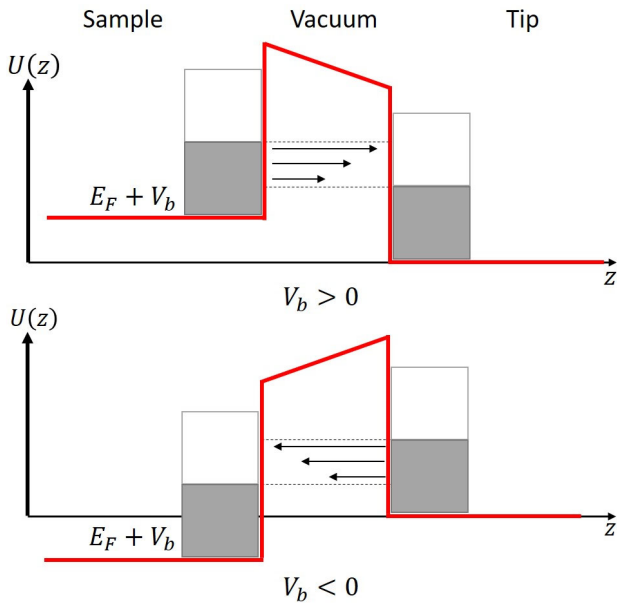 Sample Vacuum Tip
U(z)
E_F + V_b
z
V_b > 0
U(z)
E_F + V_b
z
V_b < 0